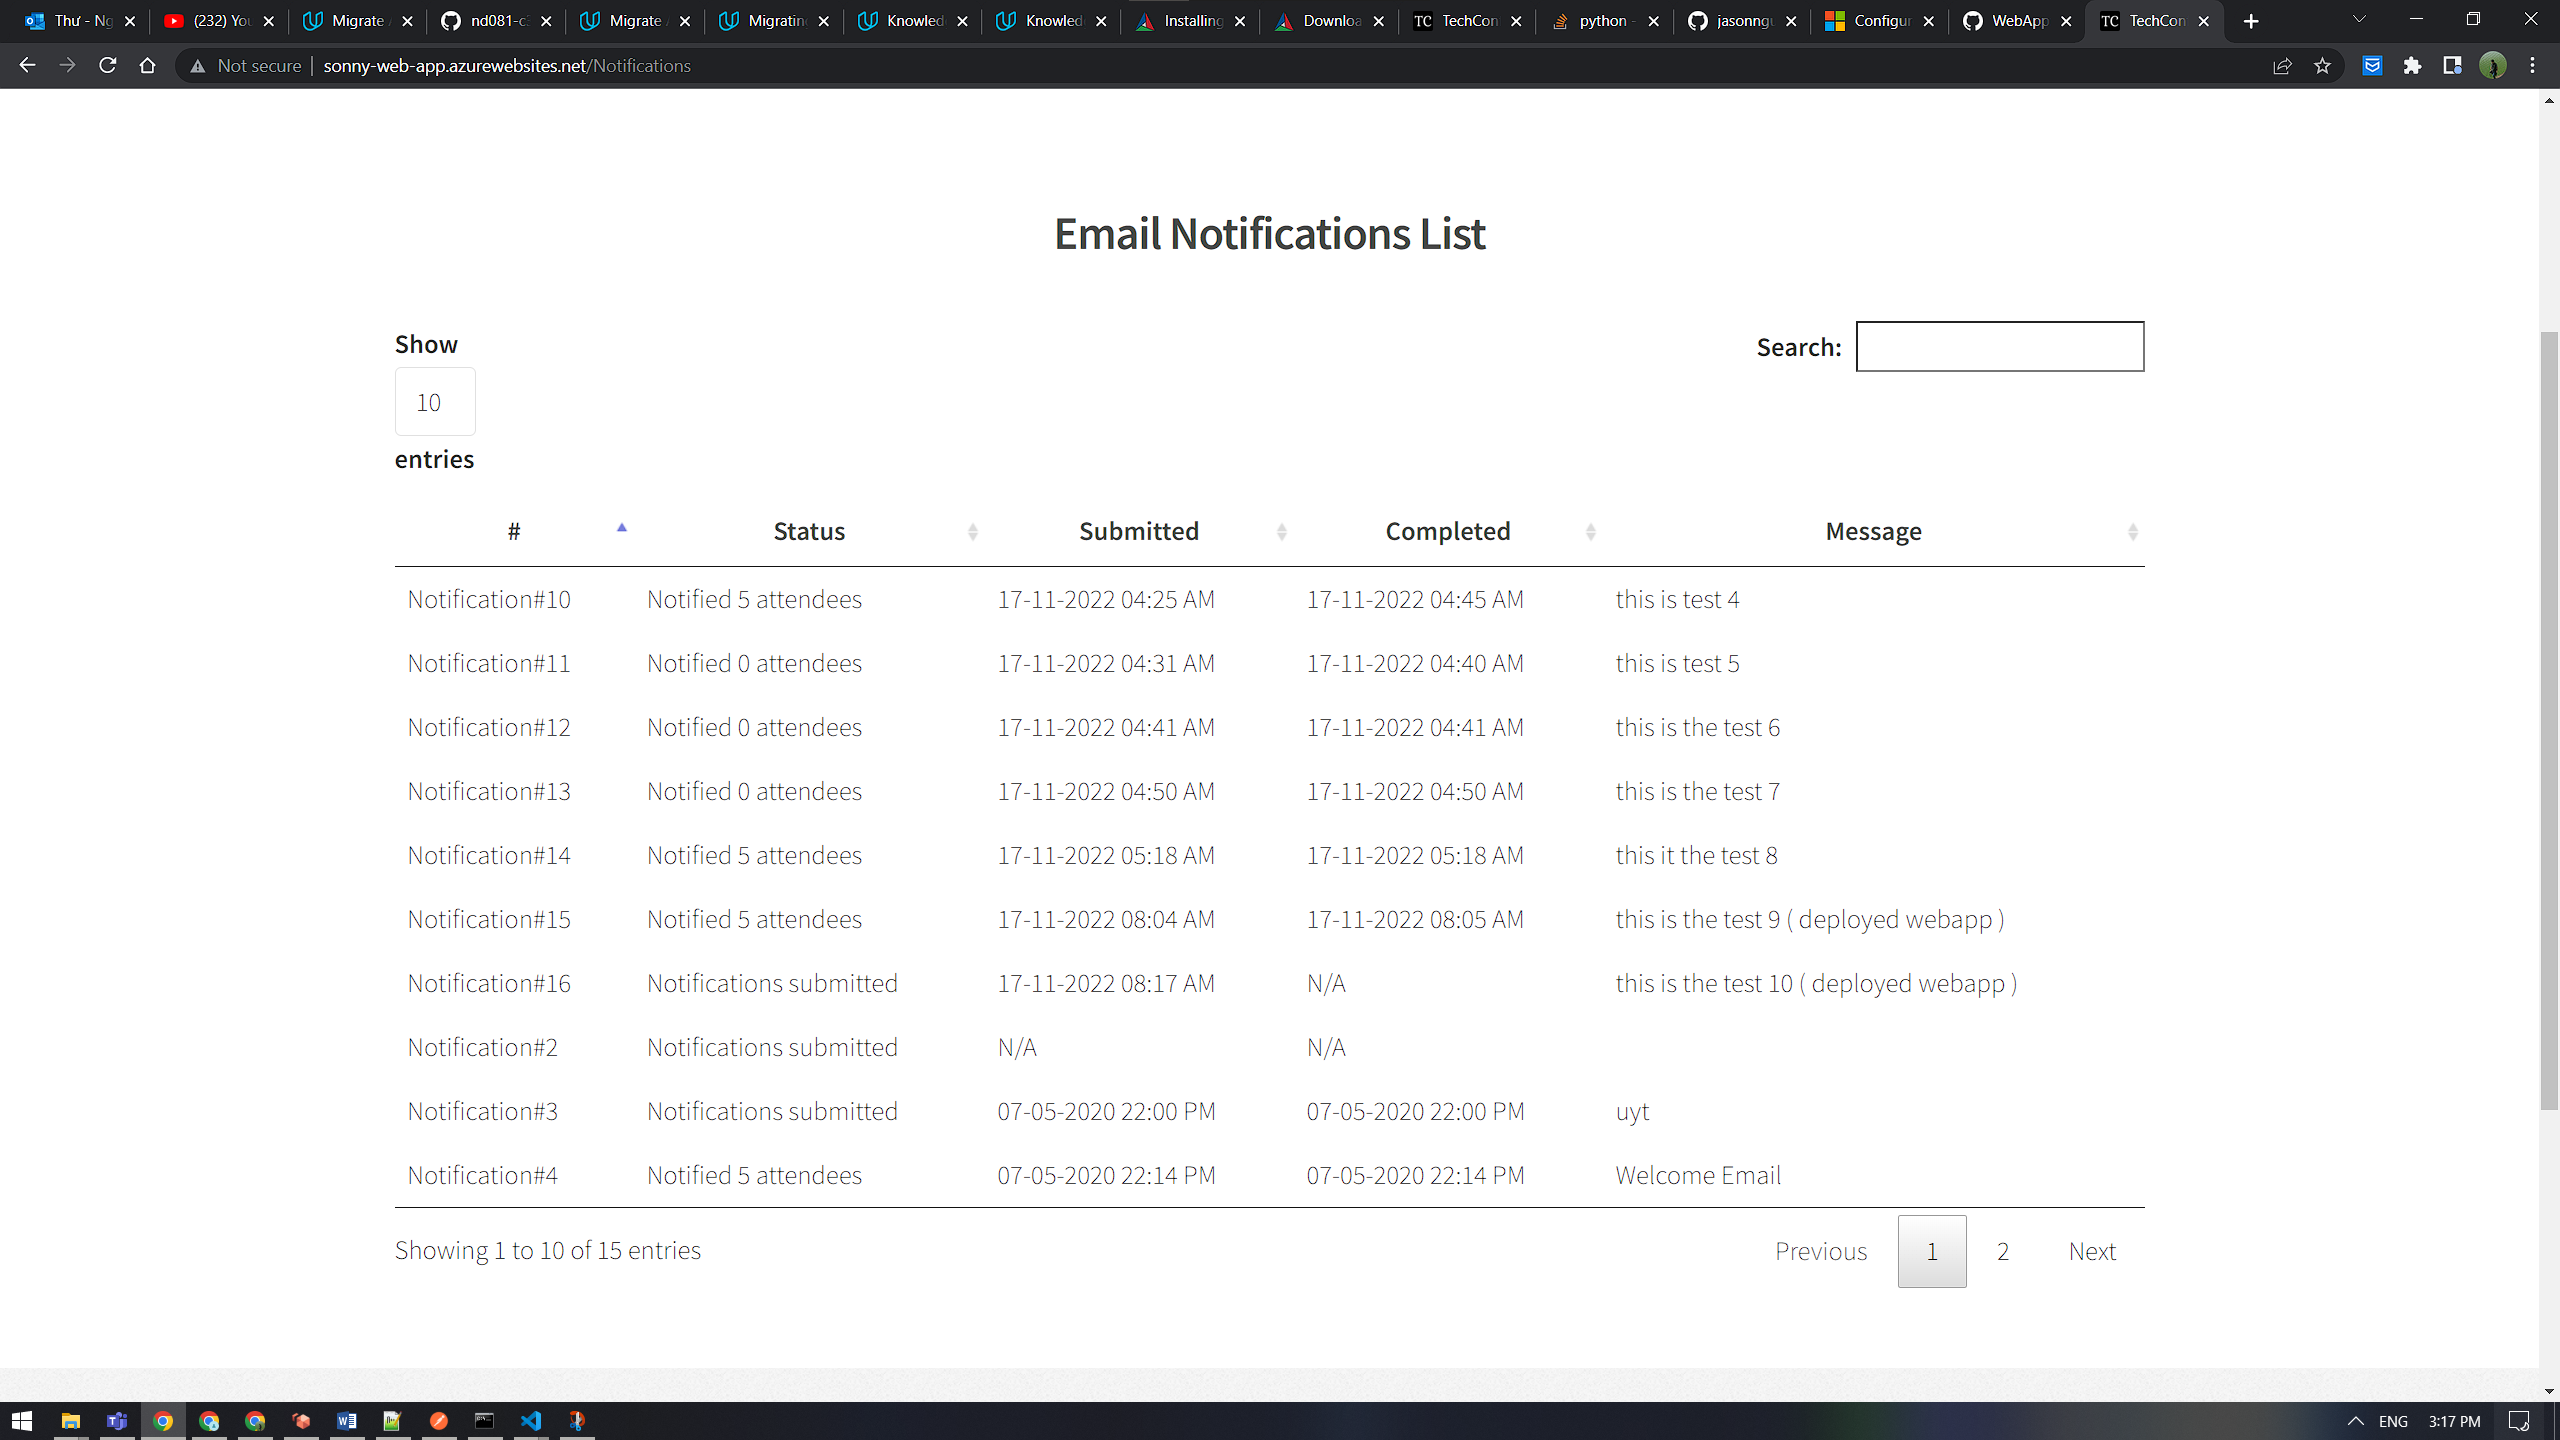 Thư - Ng
(232) You
Migrate
nd081-c
Migrate
Migratin
Knowled
Knowled
Installing
Downloa
TechCon
python -
jasonngu
Configur
WebApp
TechCon
Not secure | sonny-web-app.azurewebsites.net/Notifications
Email Notifications List
Show
10
entries
Search:
# Status Submitted Completed Message
Notification#10 Notified 5 attendees 17-11-2022 04:25 AM 17-11-2022 04:45 AM this is test 4
Notification#11 Notified 0 attendees 17-11-2022 04:31 AM 17-11-2022 04:40 AM this is test 5
Notification#12 Notified 0 attendees 17-11-2022 04:41 AM 17-11-2022 04:41 AM this is the test 6
Notification#13 Notified 0 attendees 17-11-2022 04:50 AM 17-11-2022 04:50 AM this is the test 7
Notification#14 Notified 5 attendees 17-11-2022 05:18 AM 17-11-2022 05:18 AM this it the test 8
Notification#15 Notified 5 attendees 17-11-2022 08:04 AM 17-11-2022 08:05 AM this is the test 9 ( deployed webapp )
Notification#16 Notifications submitted 17-11-2022 08:17 AM N/A this is the test 10 ( deployed webapp )
Notification#2 Notifications submitted N/A N/A
Notification#3 Notifications submitted 07-05-2020 22:00 PM 07-05-2020 22:00 PM uyt
Notification#4 Notified 5 attendees 07-05-2020 22:14 PM 07-05-2020 22:14 PM Welcome Email
Showing 1 to 10 of 15 entries
Previous 1 2 Next
ENG 3:17 PM